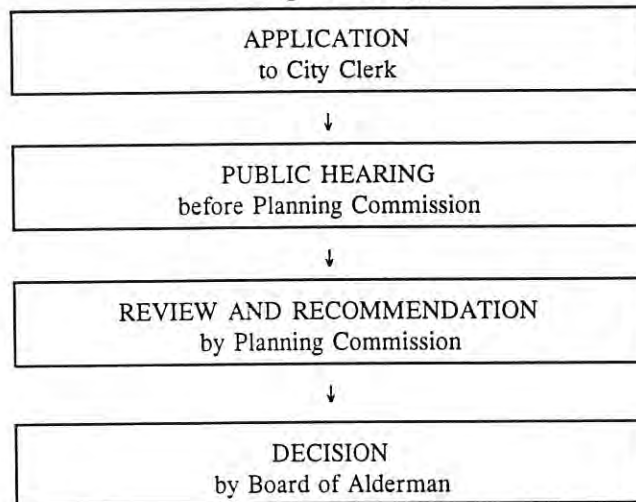 APPLICATION
to City Clerk
↓
PUBLIC HEARING
before Planning Commission
↓
REVIEW AND RECOMMENDATION
by Planning Commission
↓
DECISION
by Board of Alderman